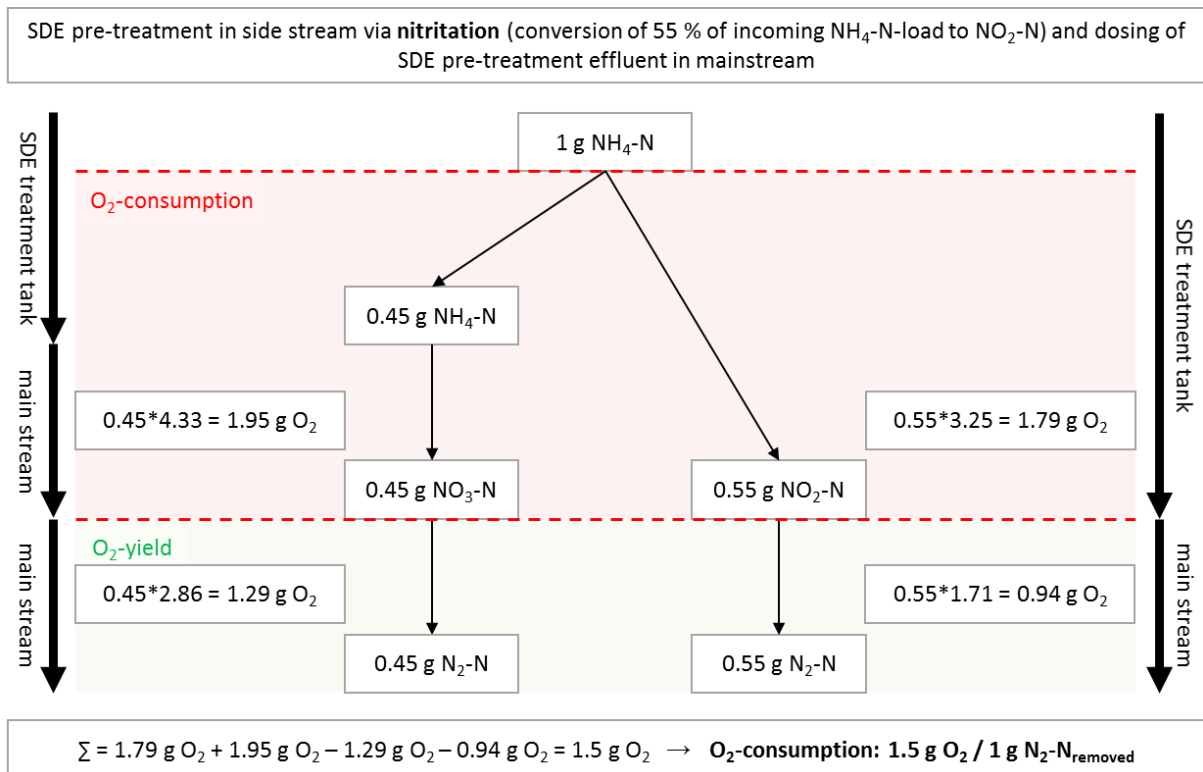 SDE pre-treatment in side stream via nitritation (conversion of 55 % of incoming NH₄-N-load to NO₂-N) and dosing of
SDE pre-treatment effluent in mainstream
SDE treatment tank
main stream
main stream
1 g NH₄-N
O₂-consumption
0.45 g NH₄-N
0.45*4.33 = 1.95 g O₂
0.55*3.25 = 1.79 g O₂
0.45 g NO₃-N
0.55 g NO₂-N
O₂-yield
0.45*2.86 = 1.29 g O₂
0.55*1.71 = 0.94 g O₂
0.45 g N₂-N
0.55 g N₂-N
SDE treatment tank
main stream
∑ = 1.79 g O₂ + 1.95 g O₂ – 1.29 g O₂ – 0.94 g O₂ = 1.5 g O₂ → O₂-consumption: 1.5 g O₂ / 1 g N₂-Nremoved